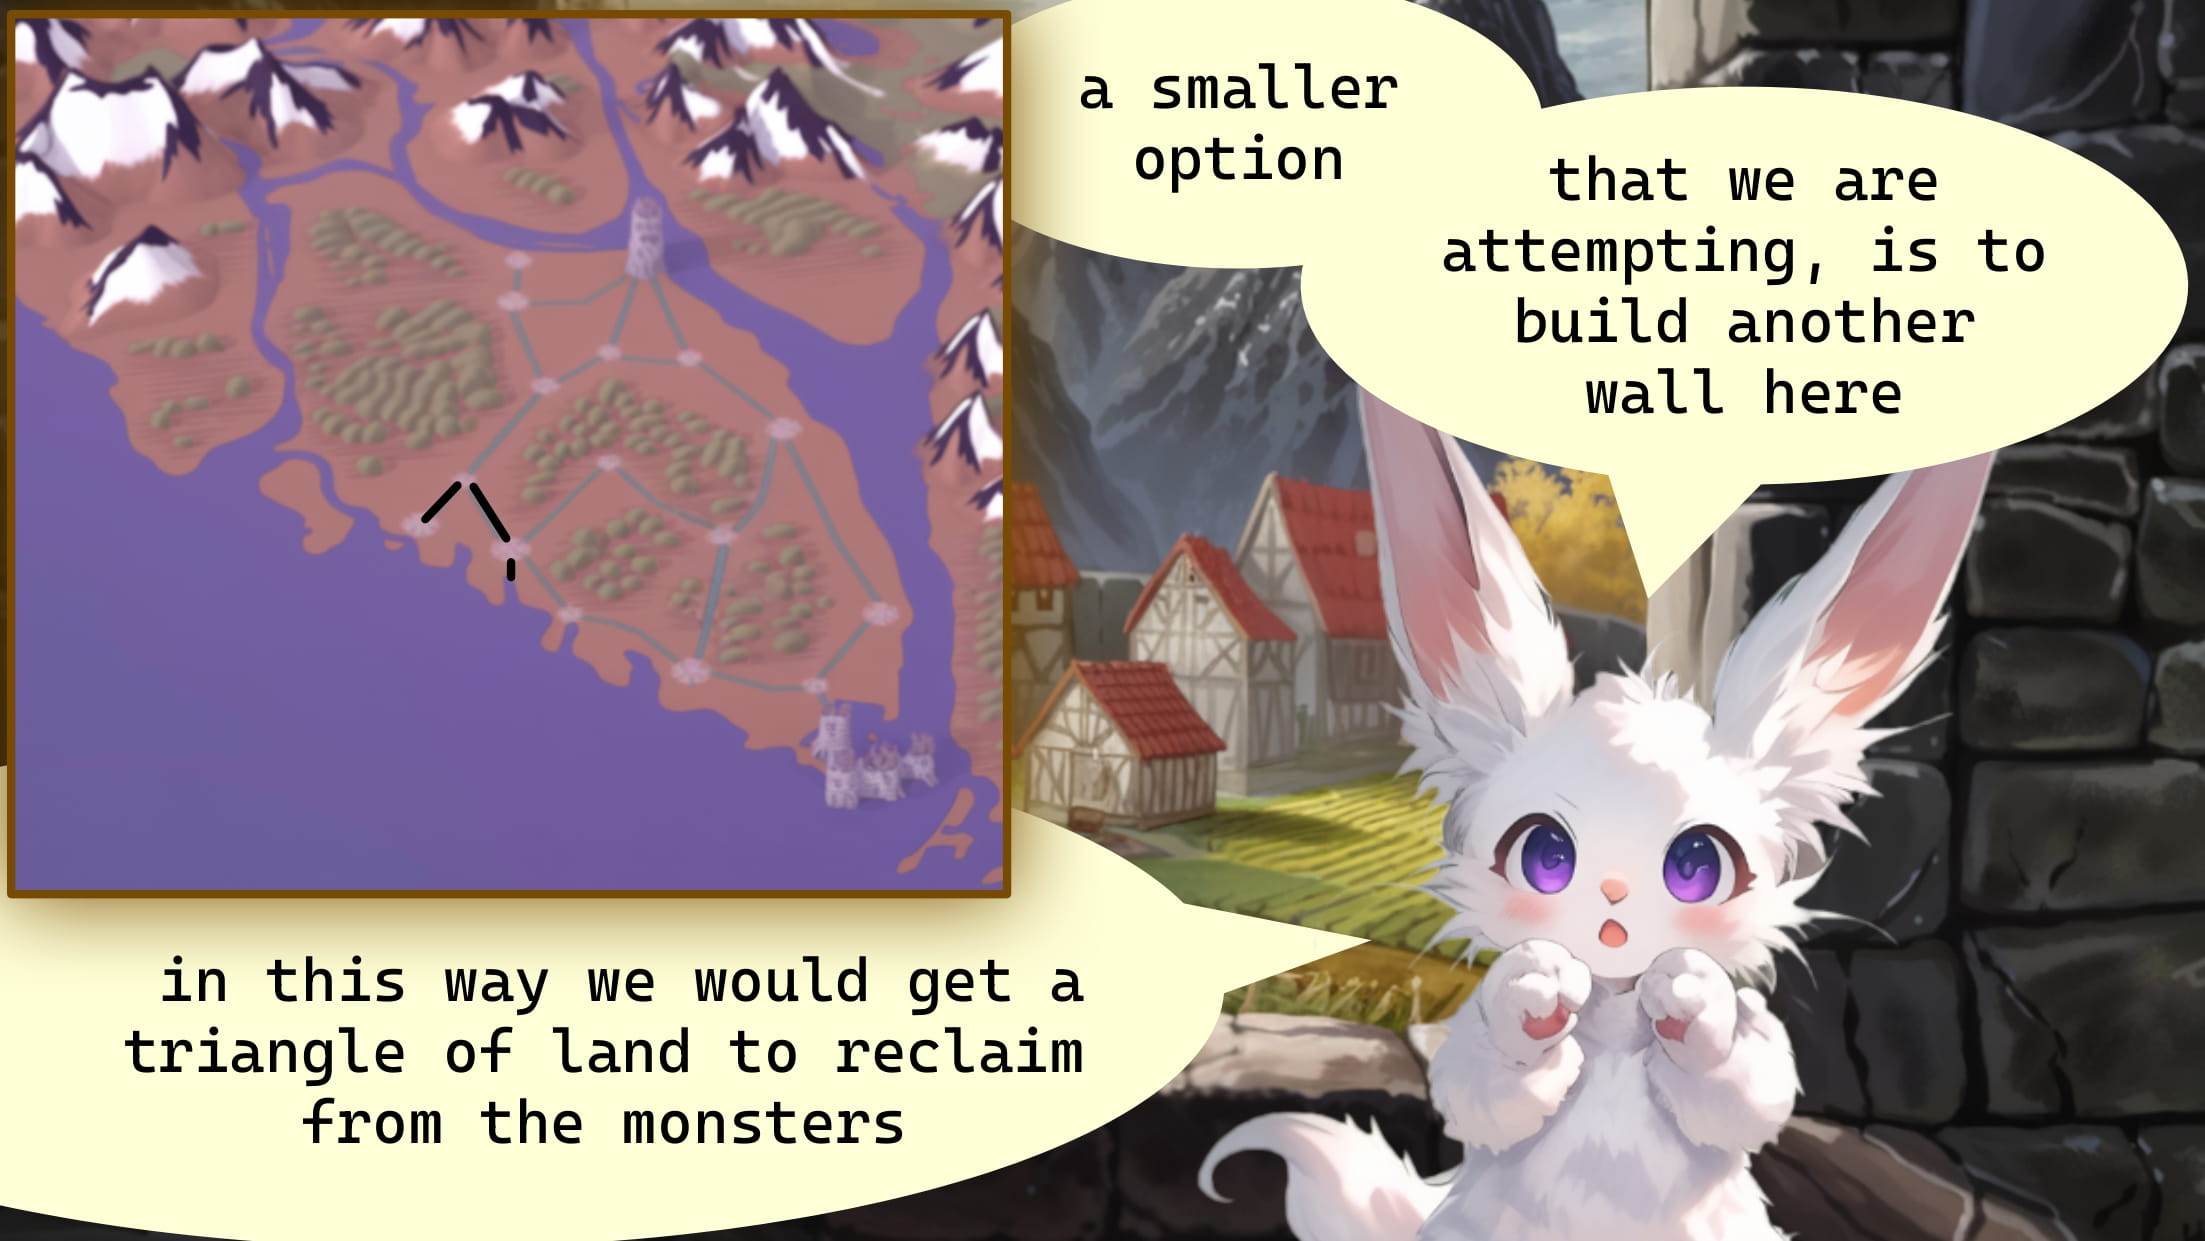 a smaller
option
that we are
attempting, is to
build another
wall here
in this way we would get a
triangle of land to reclaim
from the monsters